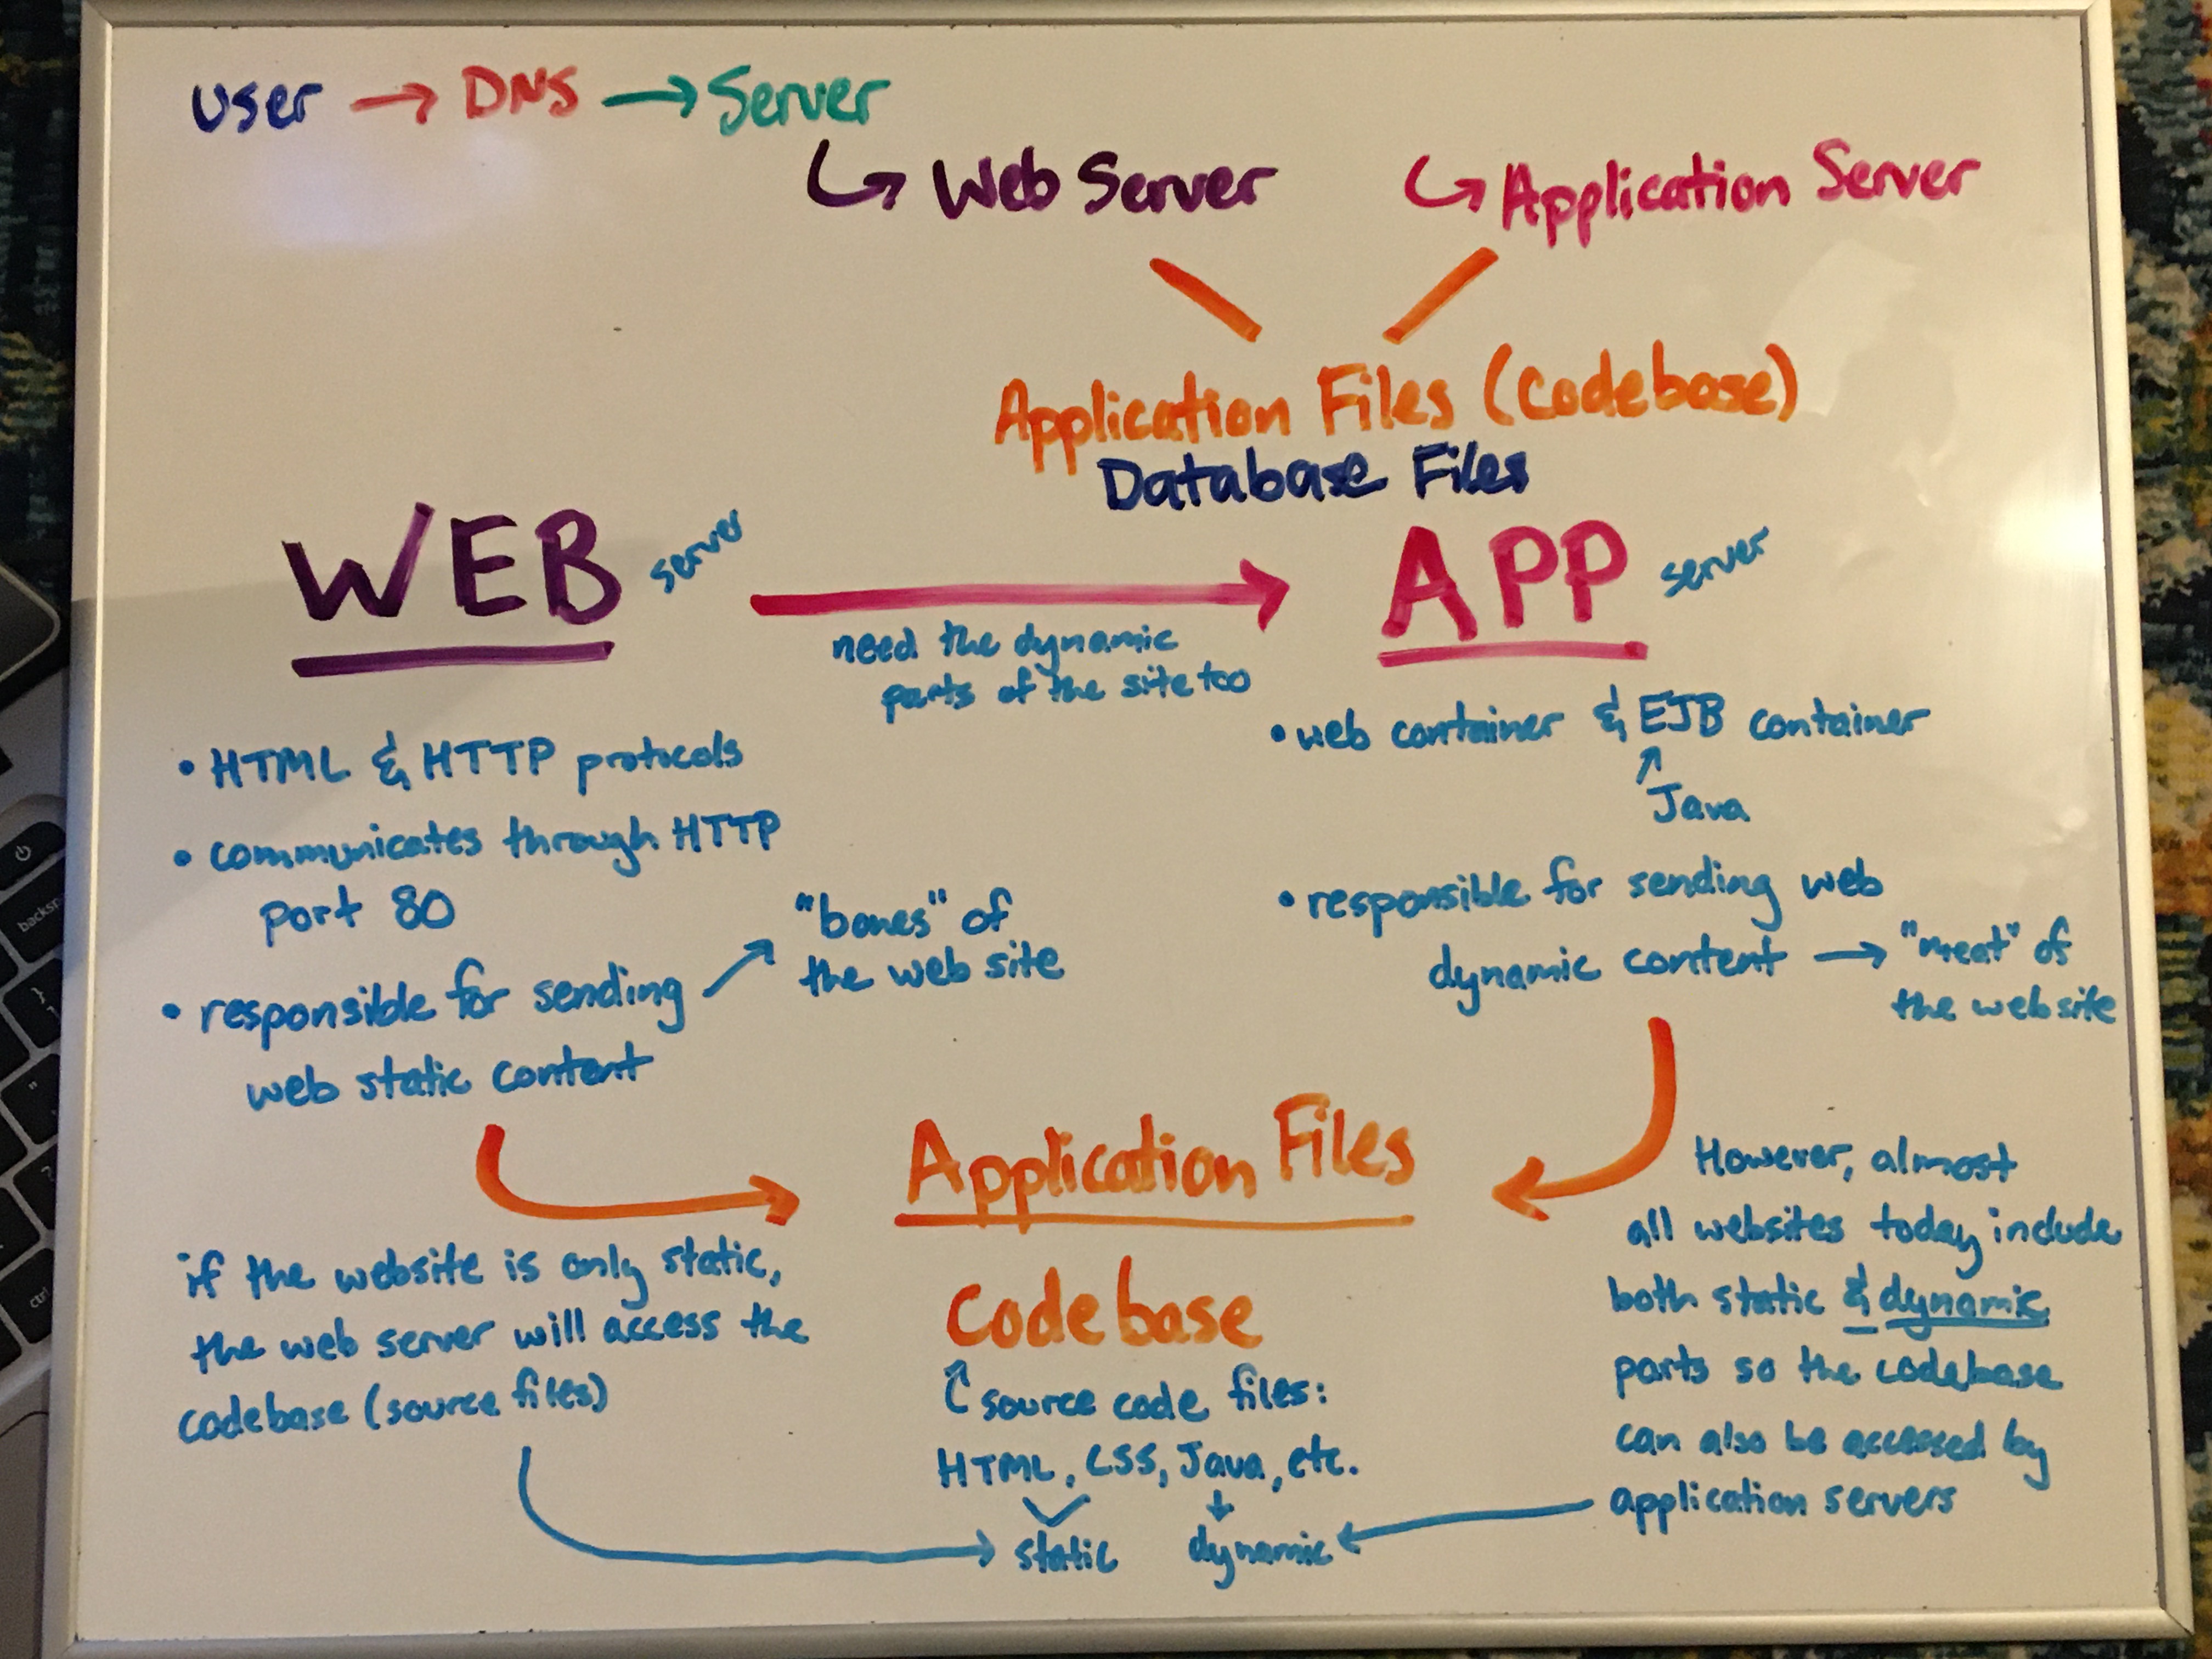 User → DNS → Server
↳ Web Server
↳ Application Server
Application Files (Codebase)
Database Files
WEB server
need the dynamic
parts of the site too
APP server
• HTML & HTTP protocols
• communicates through HTTP
port 80
• responsible for sending
web static content
"bones" of
the web site
• web container & EJB container
↑
Java
• responsible for sending web
dynamic content → "meat" of
the website
Application Files
Codebase
source code files:
HTML, CSS, Java, etc.
static
dynamic
if the website is only static,
the web server will access the
codebase (source files)
However, almost
all websites today include
both static & dynamic
parts so the codebase
can also be accessed by
application servers
backsp
ctrl